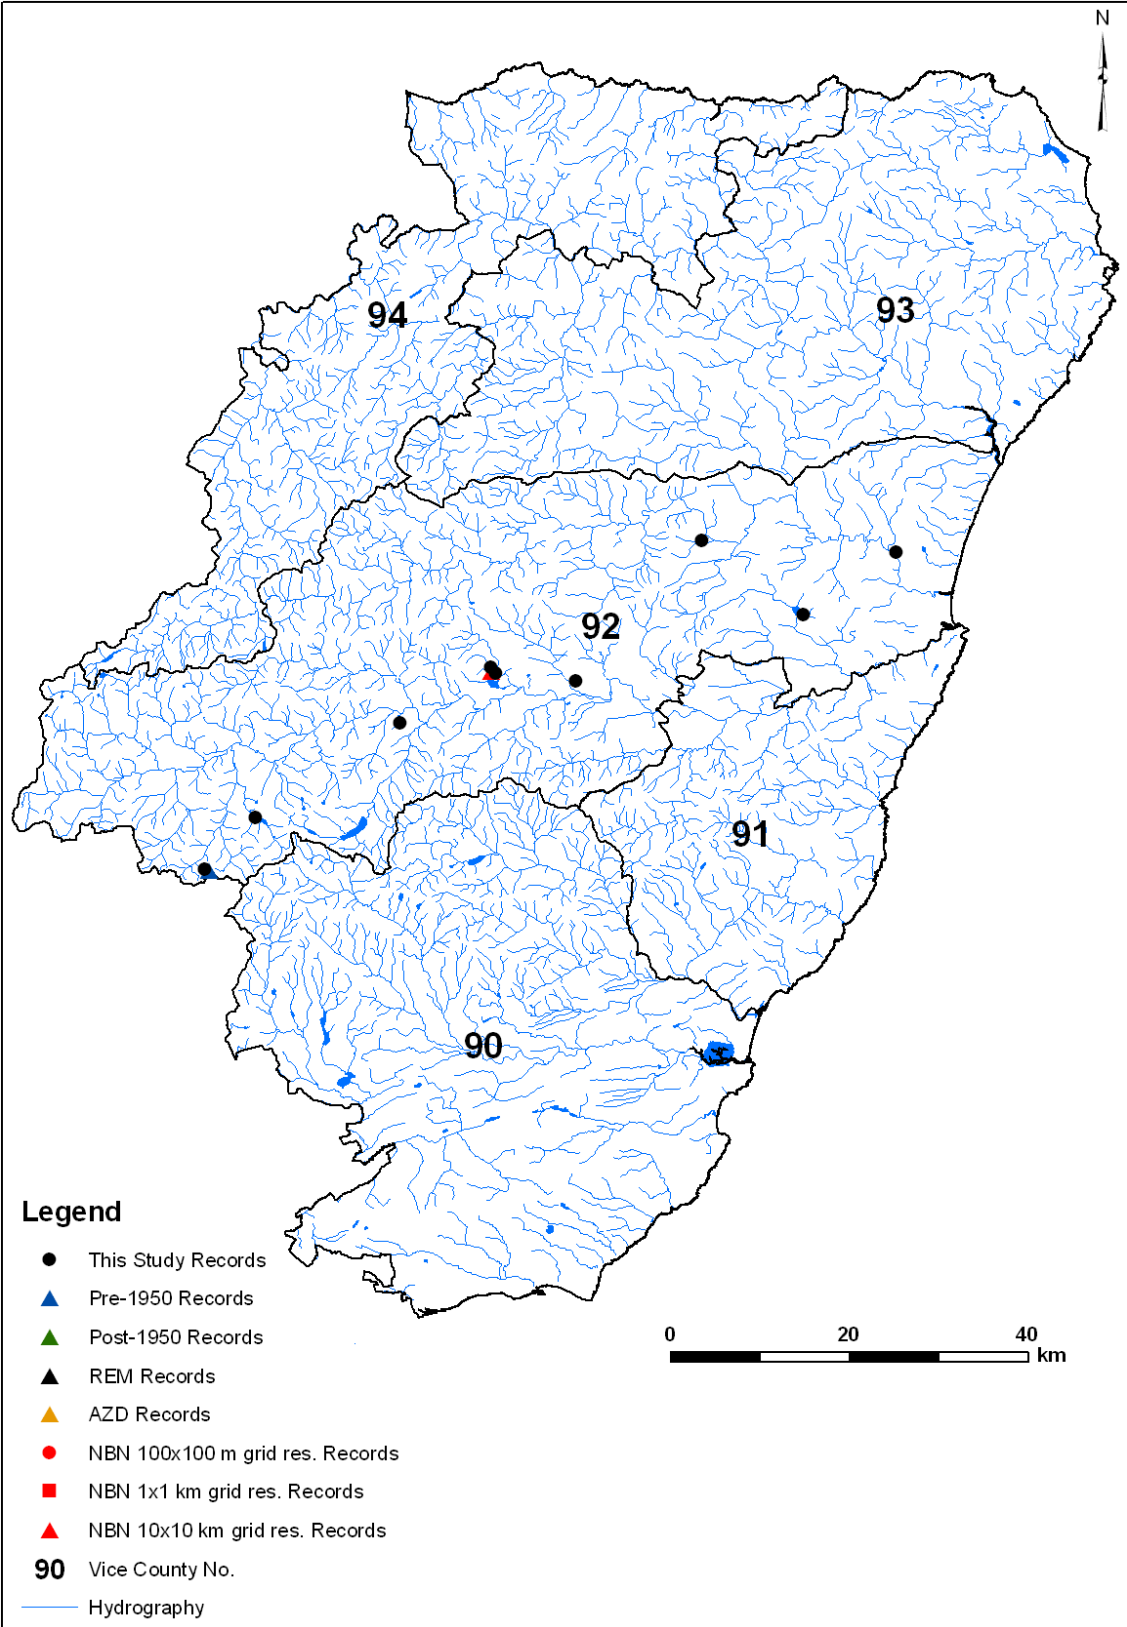 N
94
93
92
91
90
Legend
This Study Records
Pre-1950 Records
Post-1950 Records
REM Records
AZD Records
NBN 100x100 m grid res. Records
NBN 1x1 km grid res. Records
NBN 10x10 km grid res. Records
90 Vice County No.
Hydrography
0 20 40
km